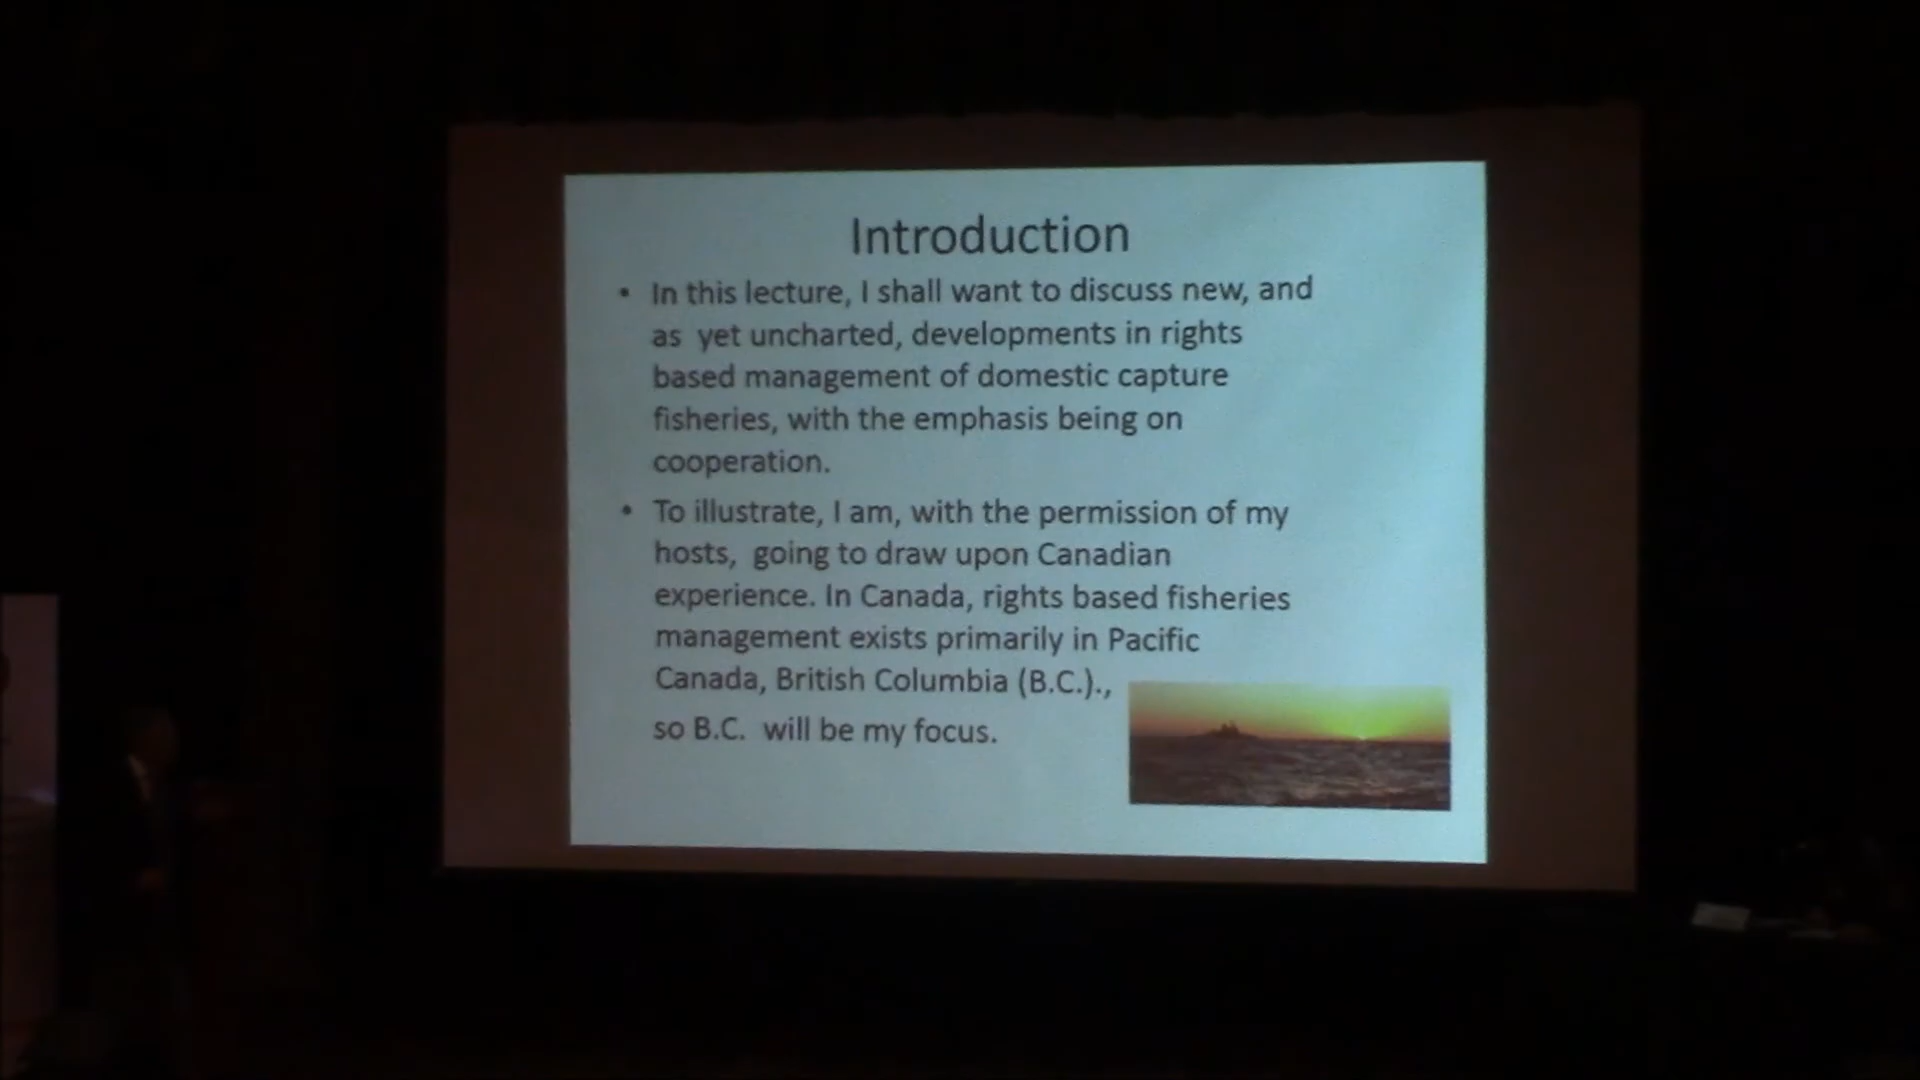 Introduction
• In this lecture, I shall want to discuss new, and
as yet uncharted, developments in rights
based management of domestic capture
fisheries, with the emphasis being on
cooperation.
• To illustrate, I am, with the permission of my
hosts, going to draw upon Canadian
experience. In Canada, rights based fisheries
management exists primarily in Pacific
Canada, British Columbia (B.C.).,
so B.C. will be my focus.